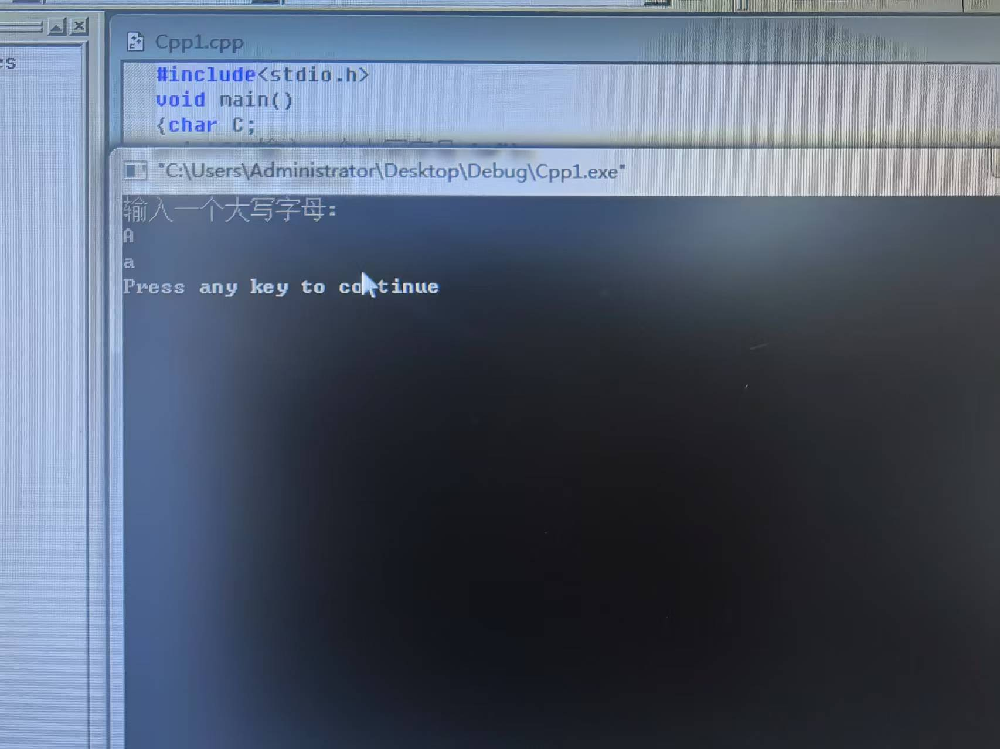 Cpp1.cpp
#include<stdio.h>
void main()
{char C;
"C:\Users\Administrator\Desktop\Debug\Cpp1.exe"
输入一个大写字母:
A
a
Press any key to continue